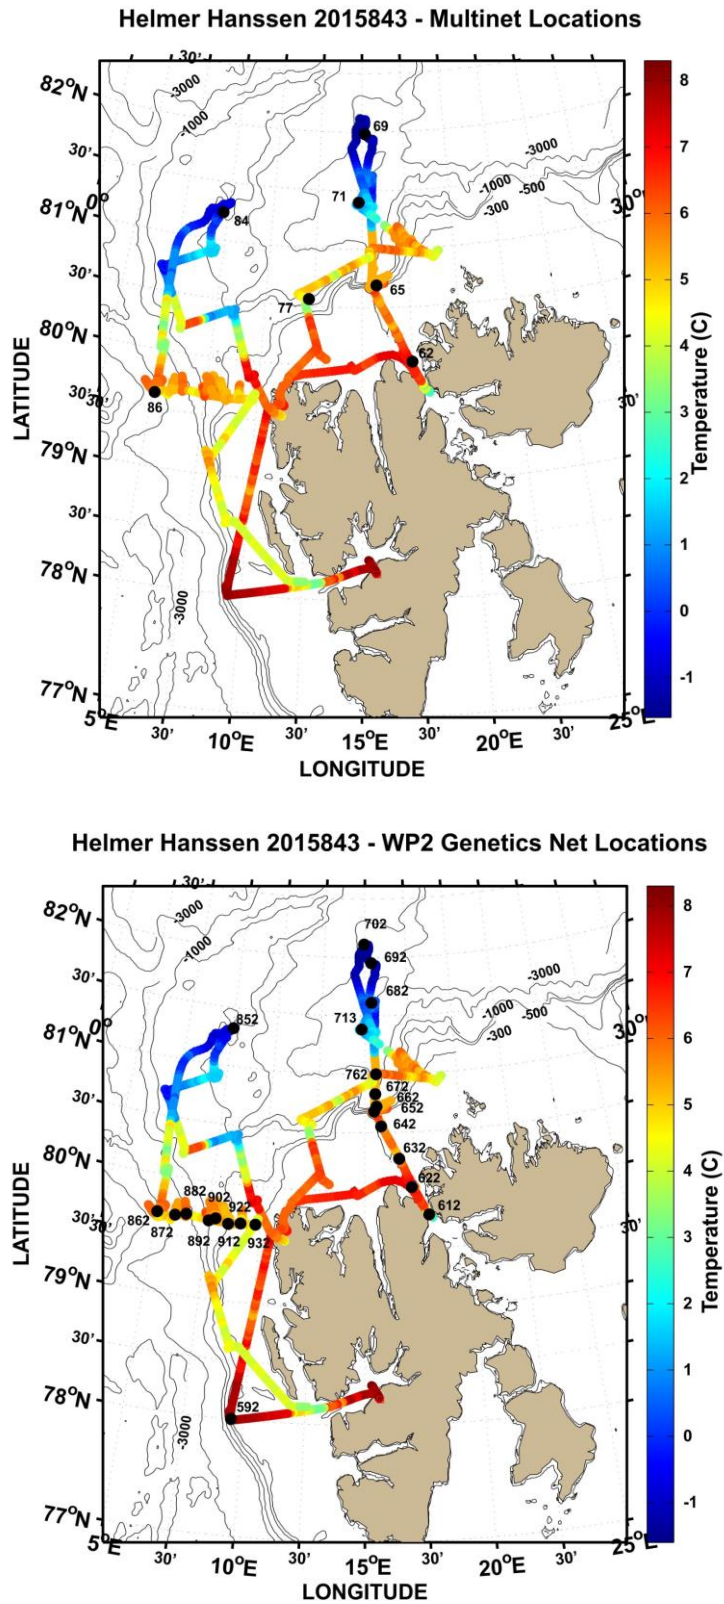 Helmer Hanssen 2015843 - Multinet Locations
30'
82°N
-3000
8
-1000
69
30'
-3000
7
0°
71
-1000
-500
30°
81°N
84
-300
6
30'
65
77
5
80°N
62
4
30'
30'
86
30'
3
79°N
2
30'
1
78°N
0
-3000
-1
77°N
5°E
30'
10°E
30'
15°E
30'
20°E
30'
25°E
LATITUDE
LONGITUDE
Temperature (C)
Helmer Hanssen 2015843 - WP2 Genetics Net Locations
30'
82°N
-3000
8
702
-1000
692
30'
-3000
7
682
0°
852
713
-1000
-500
30°
81°N
-300
6
762
30'
672
662
652
5
642
80°N
632
882
622
4
902
612
30'
862
922
30'
872
892
912
932
3
79°N
2
30'
1
78°N
592
0
-3000
-1
77°N
5°E
30'
10°E
30'
15°E
30'
20°E
30'
25°E
LATITUDE
LONGITUDE
Temperature (C)